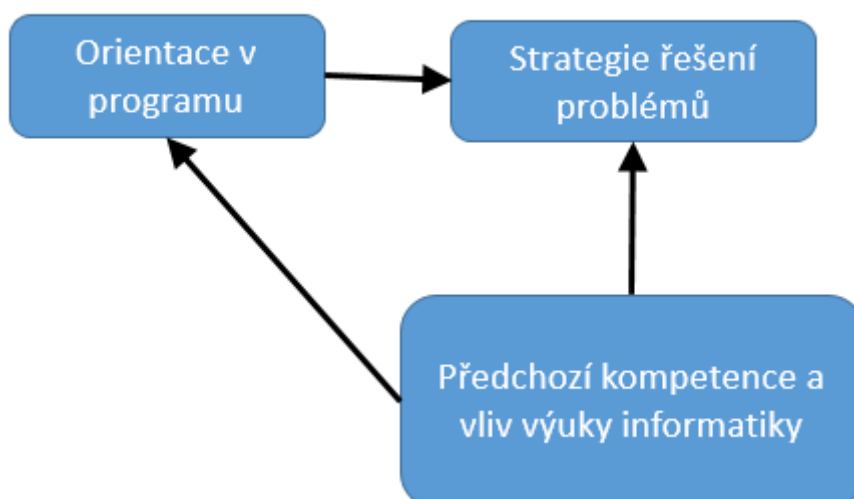 Orientace v
programu
Strategie řešení
problémů
Předchozí kompetence a
vliv výuky informatiky